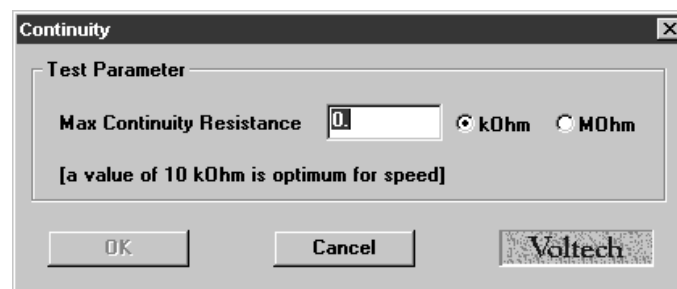 Continuity
Test Parameter
Max Continuity Resistance 0. kOhm MOhm
[a value of 10 kOhm is optimum for speed]
OK Cancel Voltech